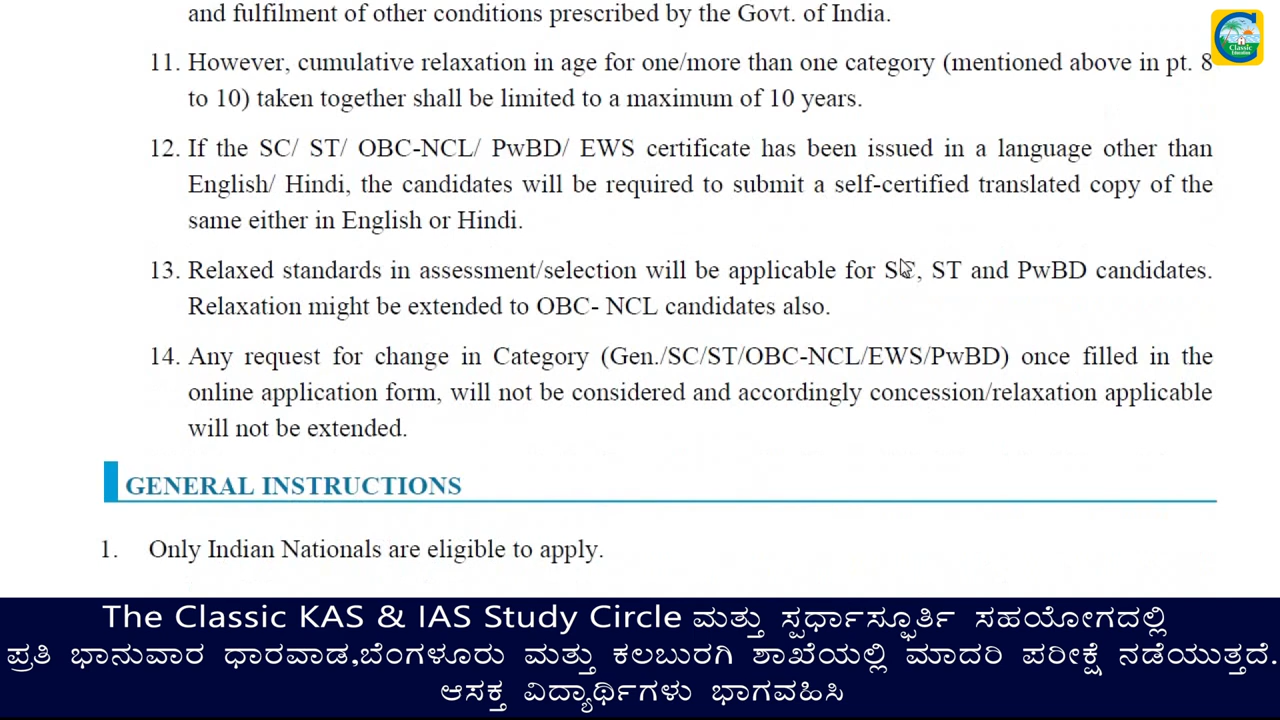 and fulfilment of other conditions prescribed by the Govt. of India.
11. However, cumulative relaxation in age for one/more than one category (mentioned above in pt. 8
to 10) taken together shall be limited to a maximum of 10 years.
12. If the SC/ ST/ OBC-NCL/ PwBD/ EWS certificate has been issued in a language other than
English/ Hindi, the candidates will be required to submit a self-certified translated copy of the
same either in English or Hindi.
13. Relaxed standards in assessment/selection will be applicable for SC, ST and PwBD candidates.
Relaxation might be extended to OBC- NCL candidates also.
14. Any request for change in Category (Gen./SC/ST/OBC-NCL/EWS/PwBD) once filled in the
online application form, will not be considered and accordingly concession/relaxation applicable
will not be extended.
GENERAL INSTRUCTIONS
1. Only Indian Nationals are eligible to apply.
Classic
Education
The Classic KAS & IAS Study Circle ಮತ್ತು ಸ್ಪರ್ಧಾಸ್ಫೂರ್ತಿ ಸಹಯೋಗದಲ್ಲಿ
ಪ್ರತಿ ಭಾನುವಾರ ಧಾರವಾಡ,ಬೆಂಗಳೂರು ಮತ್ತು ಕಲಬುರಗಿ ಶಾಖೆಯಲ್ಲಿ ಮಾದರಿ ಪರೀಕ್ಷೆ ನಡೆಯುತ್ತದೆ.
ಆಸಕ್ತ ವಿದ್ಯಾರ್ಥಿಗಳು ಭಾಗವಹಿಸಿ